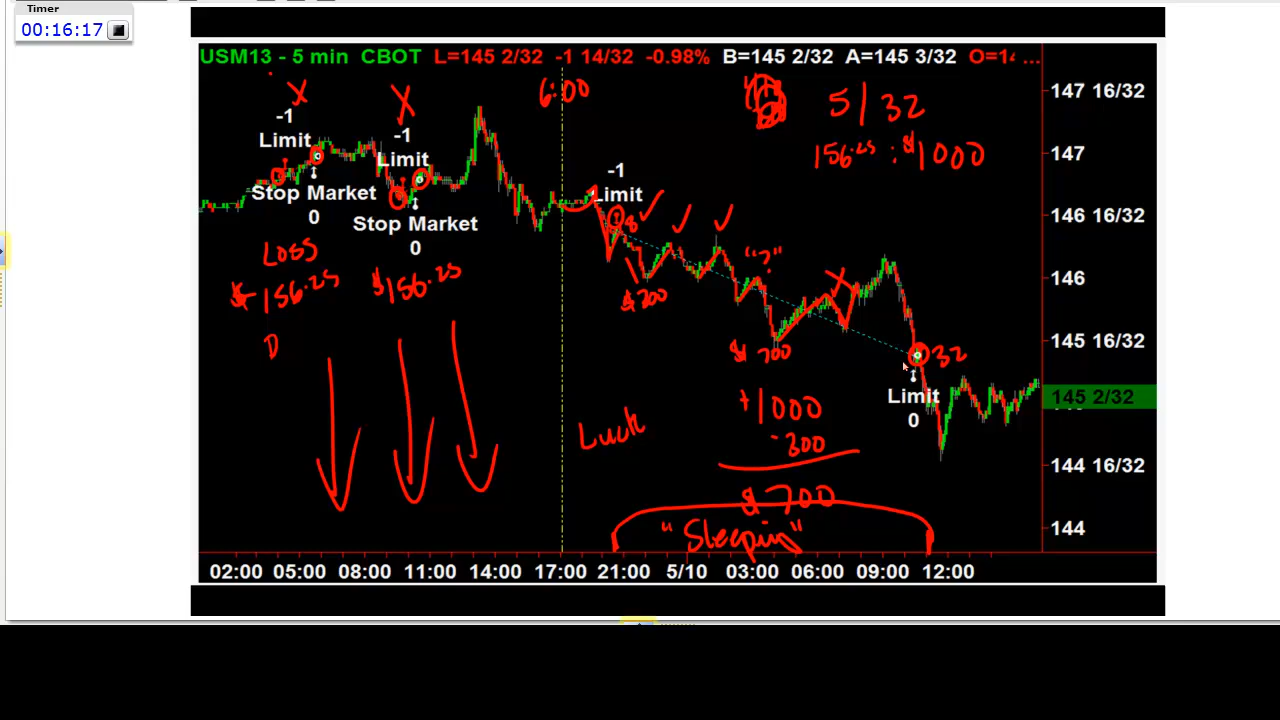 Timer
00:16:17
USM13 - 5 min CBOT L=145 2/32 -1 14/32 -0.98% B=145 2/32 A=145 3/32 O=14 ...
147 16/32
147
146 16/32
146
145 16/32
145 2/32
144 16/32
144
X
-1
Limit
Stop Market
0
Loss
$-156.25
D
X
-1
Limit
Stop Market
0
$156.25
6:00
5/32
156.25 : $1000
-1
Limit
8
$300
"?"
X
$700
+1000
-300
$700
Luck
"Sleeping"
32
Limit
0
02:00 05:00 08:00 11:00 14:00 17:00 21:00 5/10 03:00 06:00 09:00 12:00